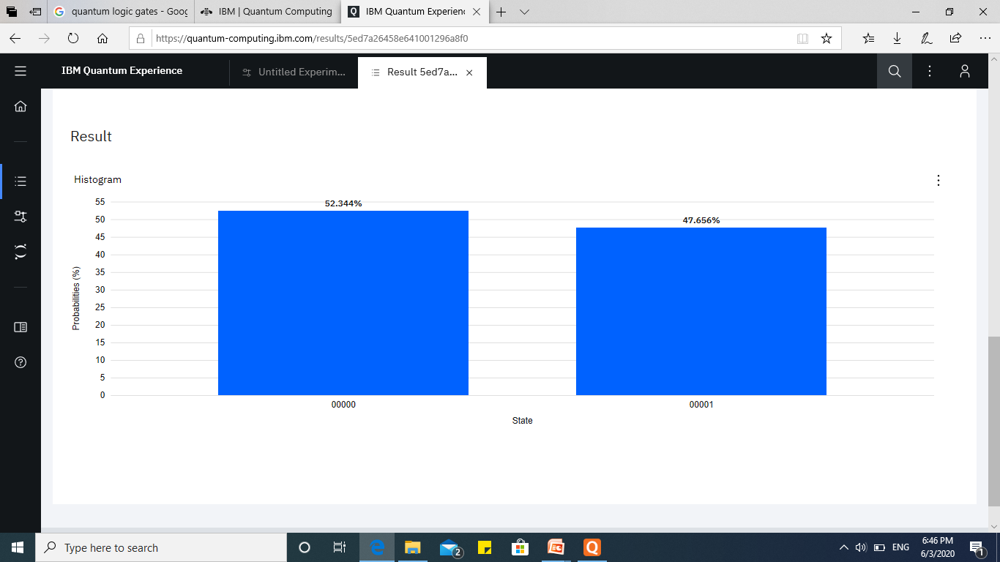 quantum logic gates - Goog
IBM | Quantum Computing
IBM Quantum Experienc
https://quantum-computing.ibm.com/results/5ed7a26458e641001296a8f0
IBM Quantum Experience
Untitled Experim...
Result 5ed7a...
Result
Histogram
Probabilities (%)
55
50
45
40
35
30
25
20
15
10
5
0
52.344%
47.656%
00000
00001
State
Type here to search
2
ENG
6:46 PM
6/3/2020
1